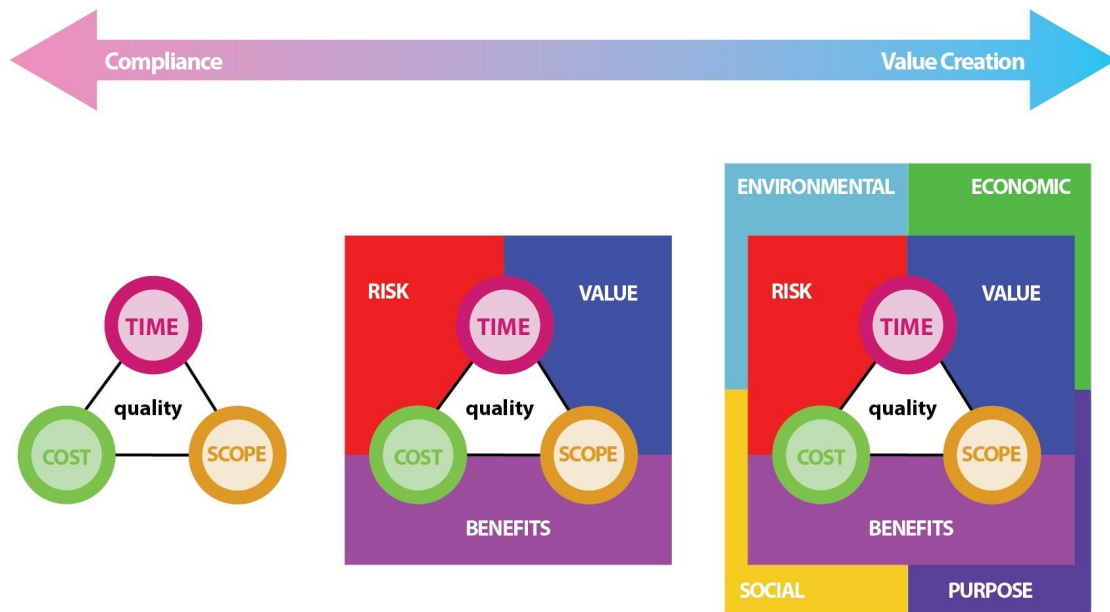 Compliance
Value Creation
TIME
quality
COST
SCOPE
RISK
VALUE
TIME
quality
COST
SCOPE
BENEFITS
ENVIRONMENTAL
ECONOMIC
RISK
VALUE
TIME
quality
COST
SCOPE
BENEFITS
SOCIAL
PURPOSE